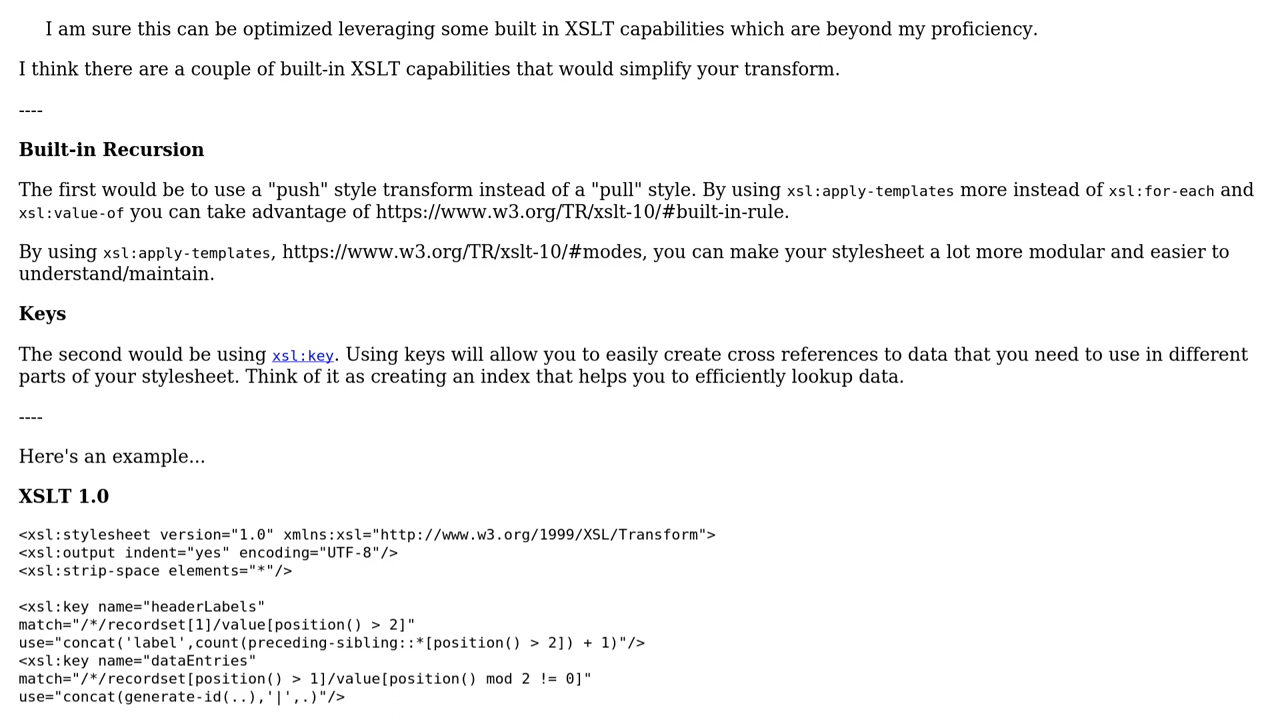 I am sure this can be optimized leveraging some built in XSLT capabilities which are beyond my proficiency.
I think there are a couple of built-in XSLT capabilities that would simplify your transform.
----
Built-in Recursion
The first would be to use a "push" style transform instead of a "pull" style. By using xsl:apply-templates more instead of xsl:for-each and
xsl:value-of you can take advantage of https://www.w3.org/TR/xslt-10/#built-in-rule.
By using xsl:apply-templates, https://www.w3.org/TR/xslt-10/#modes, you can make your stylesheet a lot more modular and easier to
understand/maintain.
Keys
The second would be using xsl:key. Using keys will allow you to easily create cross references to data that you need to use in different
parts of your stylesheet. Think of it as creating an index that helps you to efficiently lookup data.
----
Here's an example...
XSLT 1.0
<xsl:stylesheet version="1.0" xmlns:xsl="http://www.w3.org/1999/XSL/Transform">
<xsl:output indent="yes" encoding="UTF-8"/>
<xsl:strip-space elements="*"/>
<xsl:key name="headerLabels"
match="/*/recordset[1]/value[position() > 2]"
use="concat('label',count(preceding-sibling::*[position() > 2]) + 1)"/>
<xsl:key name="dataEntries"
match="/*/recordset[position() > 1]/value[position() mod 2 != 0]"
use="concat(generate-id(..),'|',.)"/>